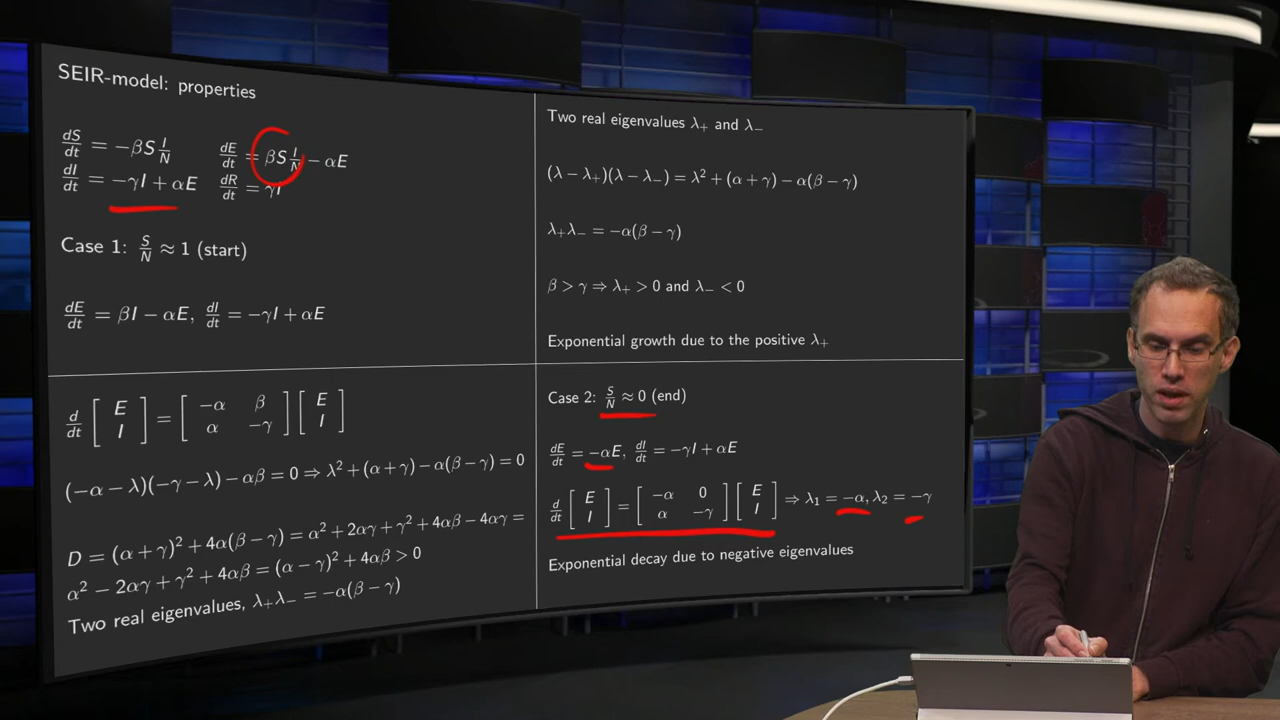 SEIR-model: properties
dS/dt = −βS I/N dE/dt = βS I/N − αE
dI/dt = −γI + αE dR/dt = γI
Case 1: S/N ≈ 1 (start)
dE/dt = βI − αE, dI/dt = −γI + αE
d/dt [E I] = [−α β α −γ] [E I]
(−α − λ)(−γ − λ) − αβ = 0 ⇒ λ² + (α + γ) − α(β − γ) = 0
D = (α + γ)² + 4α(β − γ) = α² + 2αγ + γ² + 4αβ − 4αγ =
α² − 2αγ + γ² + 4αβ = (α − γ)² + 4αβ > 0
Two real eigenvalues, λ₊λ₋ = −α(β − γ)
Two real eigenvalues λ₊ and λ₋
(λ − λ₊)(λ − λ₋) = λ² + (α + γ) − α(β − γ)
λ₊λ₋ = −α(β − γ)
β > γ ⇒ λ₊ > 0 and λ₋ < 0
Exponential growth due to the positive λ₊
Case 2: S/N ≈ 0 (end)
dE/dt = −αE, dI/dt = −γI + αE
d/dt [E I] = [−α 0 α −γ] [E I] ⇒ λ₁ = −α, λ₂ = −γ
Exponential decay due to negative eigenvalues